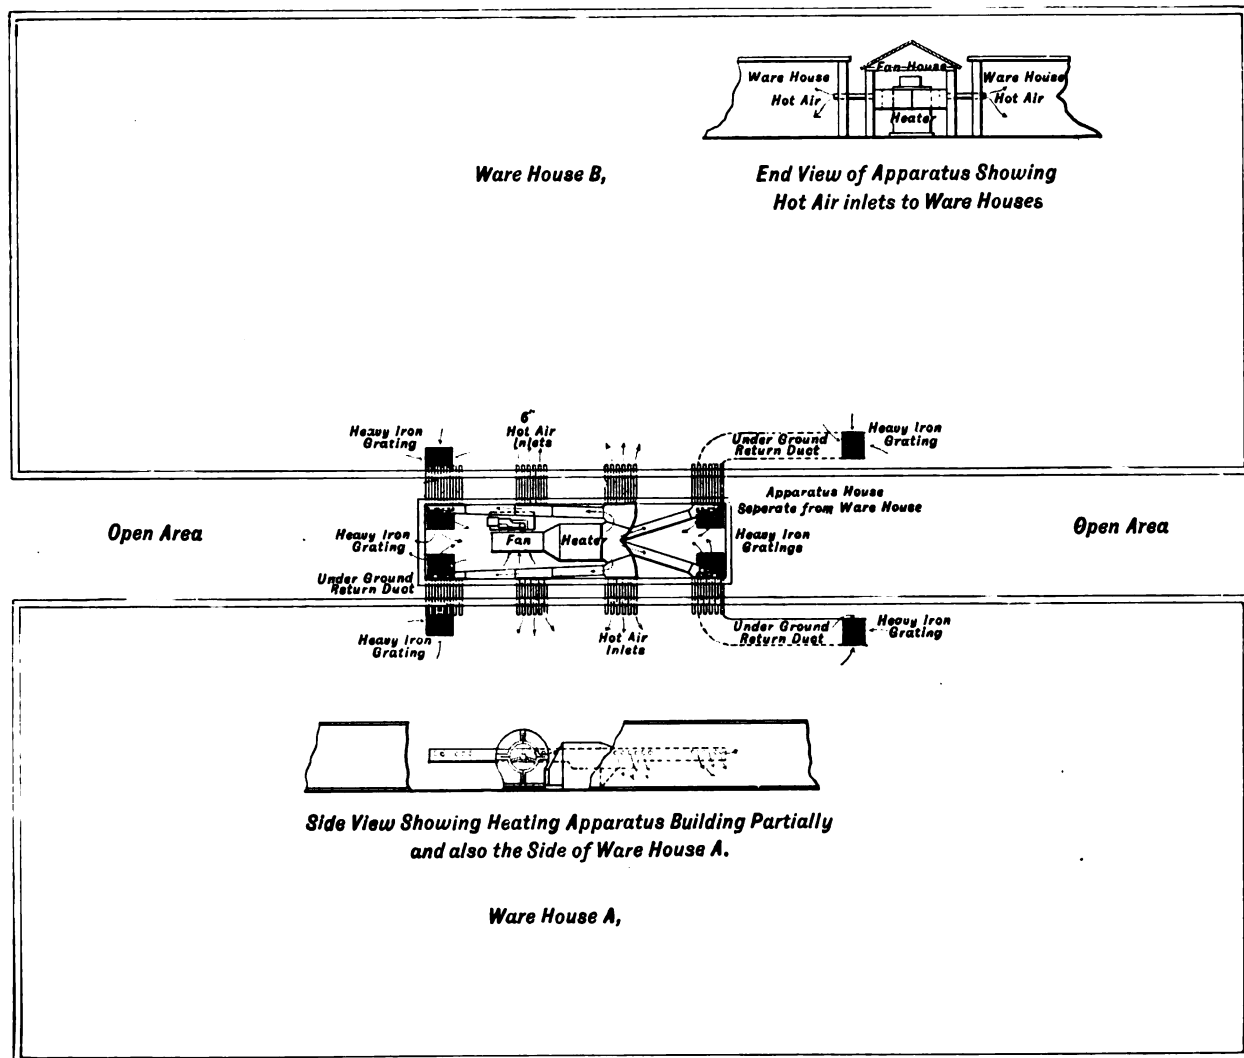 Fan House
Ware House
Ware House
Hot Air
Hot Air
Heater
Ware House B,
End View of Apparatus Showing
Hot Air inlets to Ware Houses
6"
Heavy Iron
Grating
Hot Air
Inlets
Under Ground
Return Duct
Heavy Iron
Grating
Apparatus House
Seperate from Ware House
Open Area
Heavy Iron
Grating
Fan
Heater
Heavy Iron
Gratings
Open Area
Under Ground
Return Duct
Heavy Iron
Grating
Hot Air
Inlets
Under Ground
Return Duct
Heavy Iron
Grating
Side View Showing Heating Apparatus Building Partially
and also the Side of Ware House A.
Ware House A,